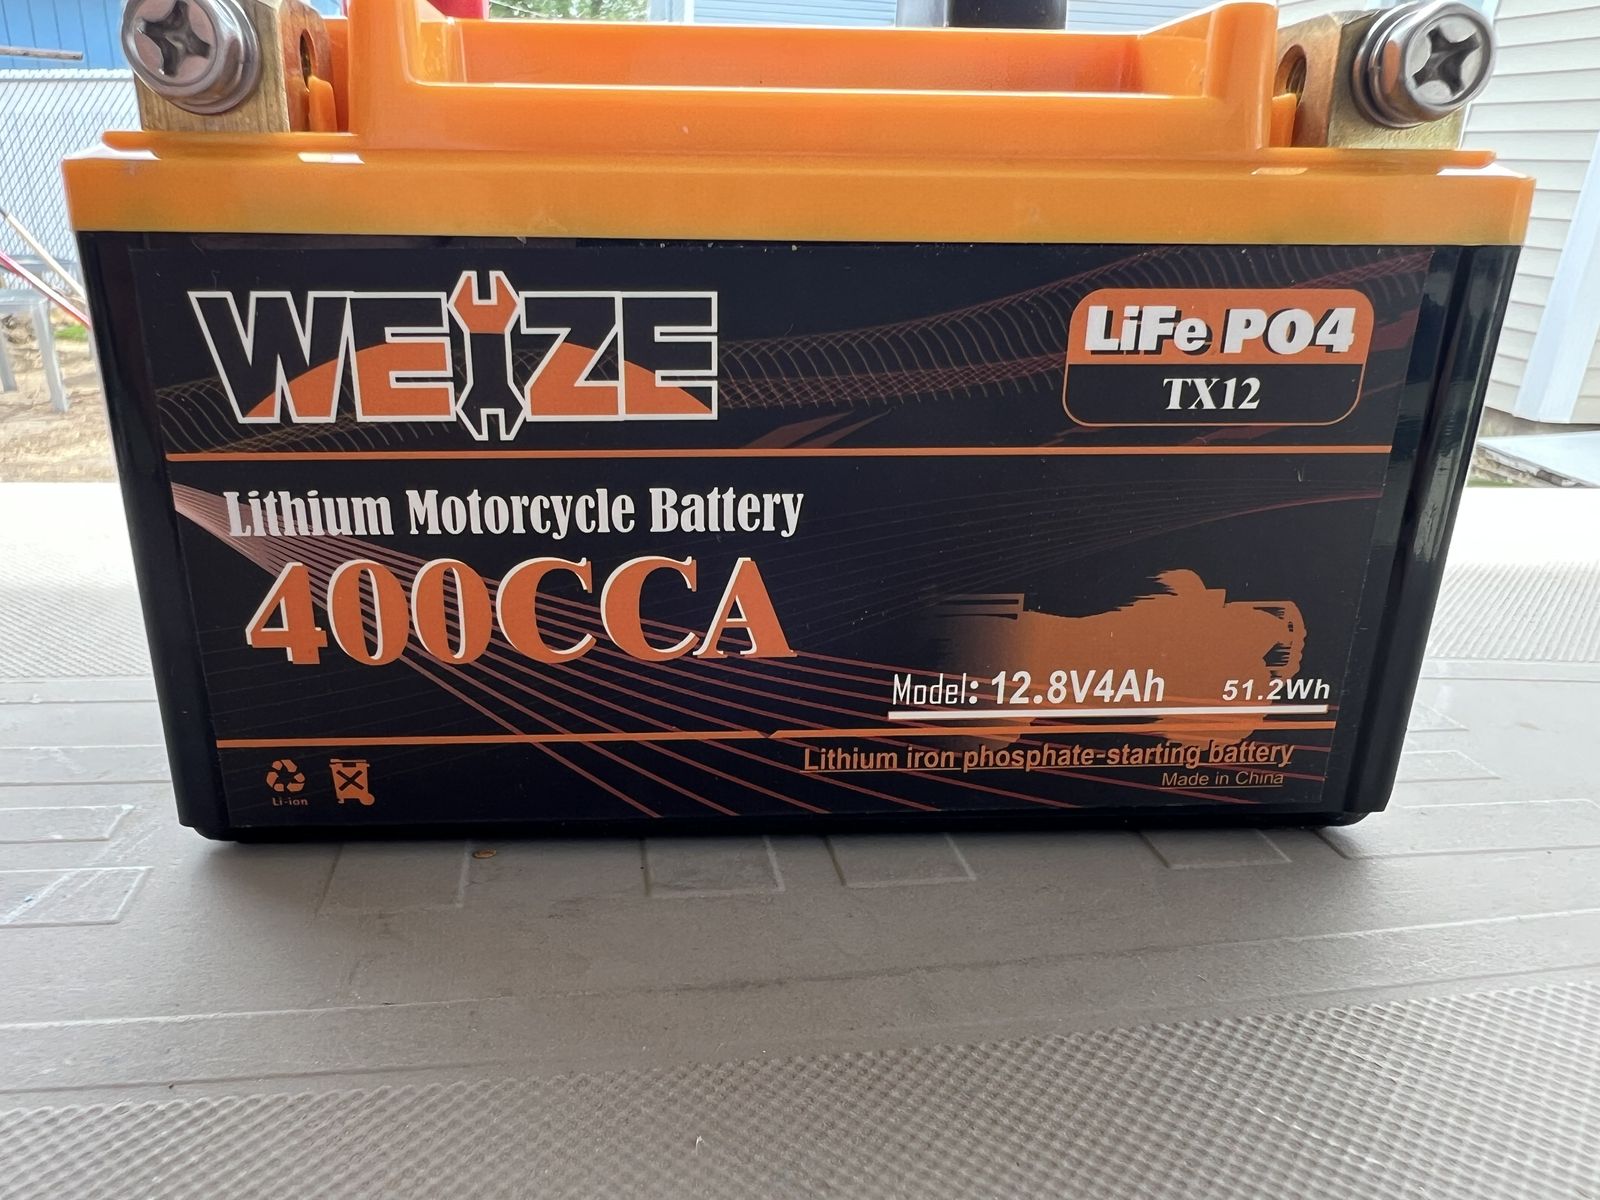 WEIZE
LiFe PO4
TX12
Lithium Motorcycle Battery
400CCA
Model: 12.8V4Ah 51.2Wh
Lithium iron phosphate-starting battery
Made in China
Li-ion